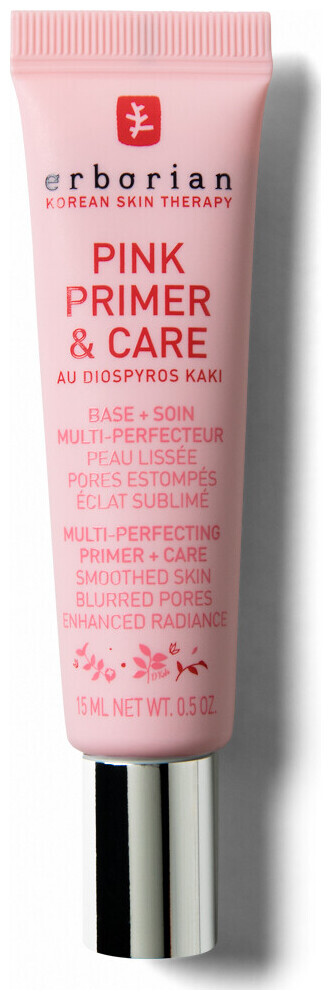 erborian
KOREAN SKIN THERAPY
PINK
PRIMER
& CARE
AU DIOSPYROS KAKI
BASE + SOIN
MULTI-PERFECTEUR
PEAU LISSÉE
PORES ESTOMPÉS
ÉCLAT SUBLIMÉ
MULTI-PERFECTING
PRIMER + CARE
SMOOTHED SKIN
BLURRED PORES
ENHANCED RADIANCE
15 ML NET WT. 0.5 OZ.